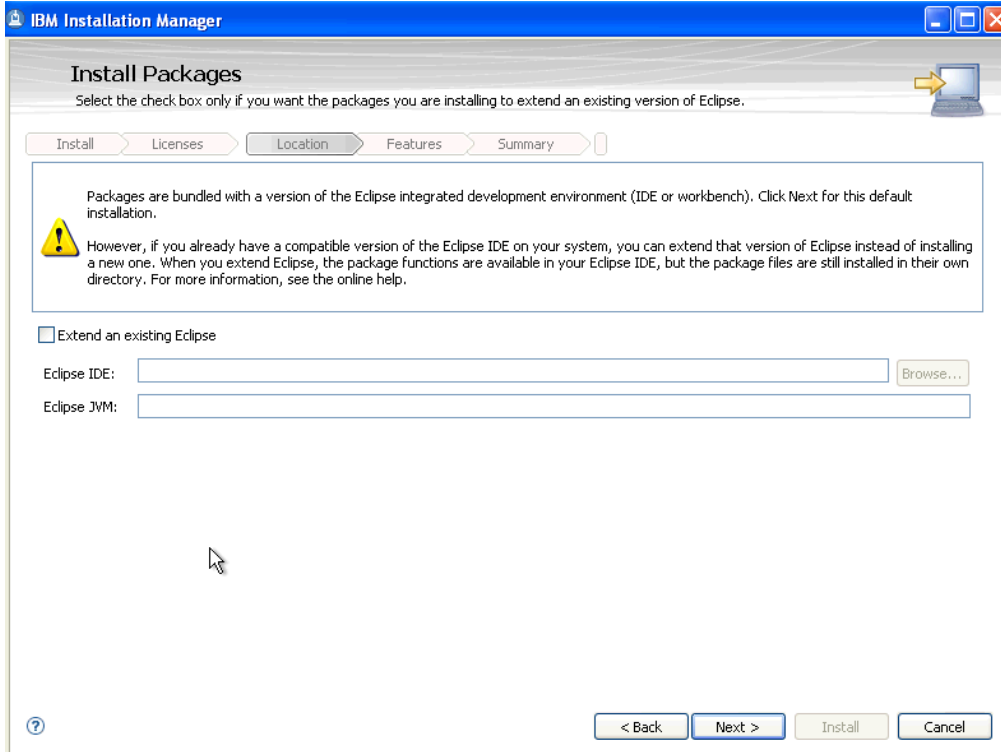 IBM Installation Manager
Install Packages
Select the check box only if you want the packages you are installing to extend an existing version of Eclipse.
Install Licenses Location Features Summary
Packages are bundled with a version of the Eclipse integrated development environment (IDE or workbench). Click Next for this default
installation.
However, if you already have a compatible version of the Eclipse IDE on your system, you can extend that version of Eclipse instead of installing
a new one. When you extend Eclipse, the package functions are available in your Eclipse IDE, but the package files are still installed in their own
directory. For more information, see the online help.
Extend an existing Eclipse
Eclipse IDE: Browse...
Eclipse JVM:
? < Back Next > Install Cancel